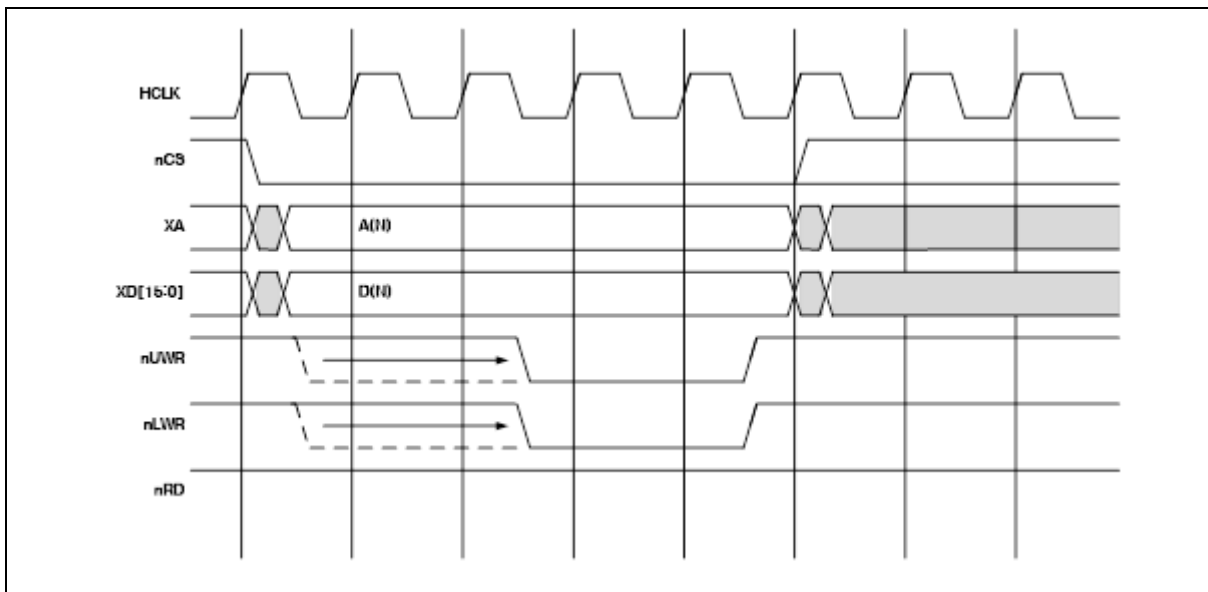 HCLK
nCS
XA
A(N)
XD[15:0]
D(N)
nUWR
nLWR
nRD